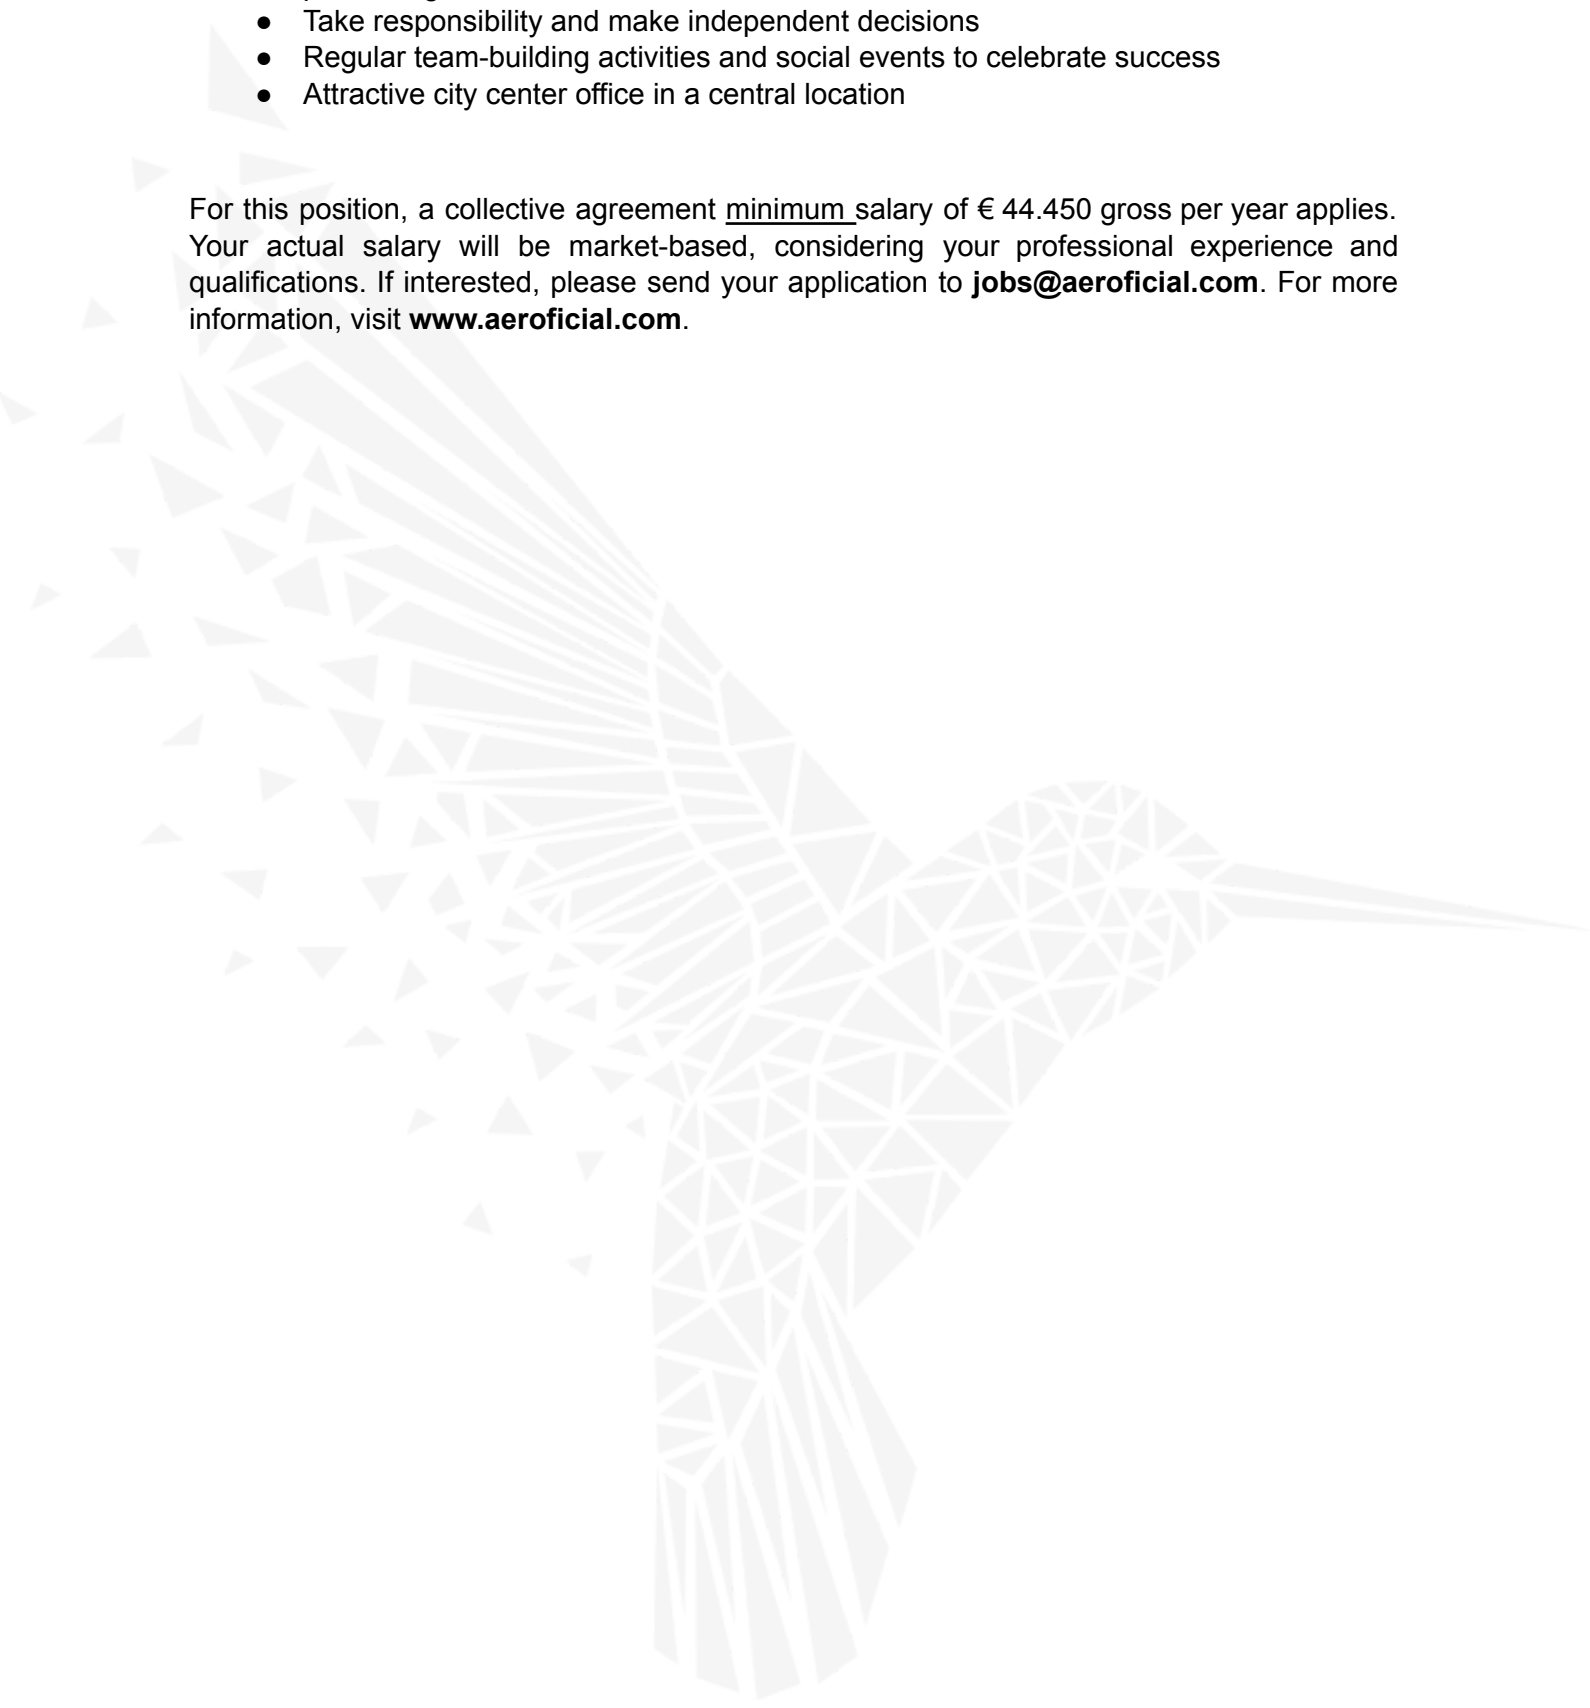 ● Take responsibility and make independent decisions
● Regular team-building activities and social events to celebrate success
● Attractive city center office in a central location
For this position, a collective agreement minimum salary of € 44.450 gross per year applies.
Your actual salary will be market-based, considering your professional experience and
qualifications. If interested, please send your application to jobs@aeroficial.com. For more
information, visit www.aeroficial.com.